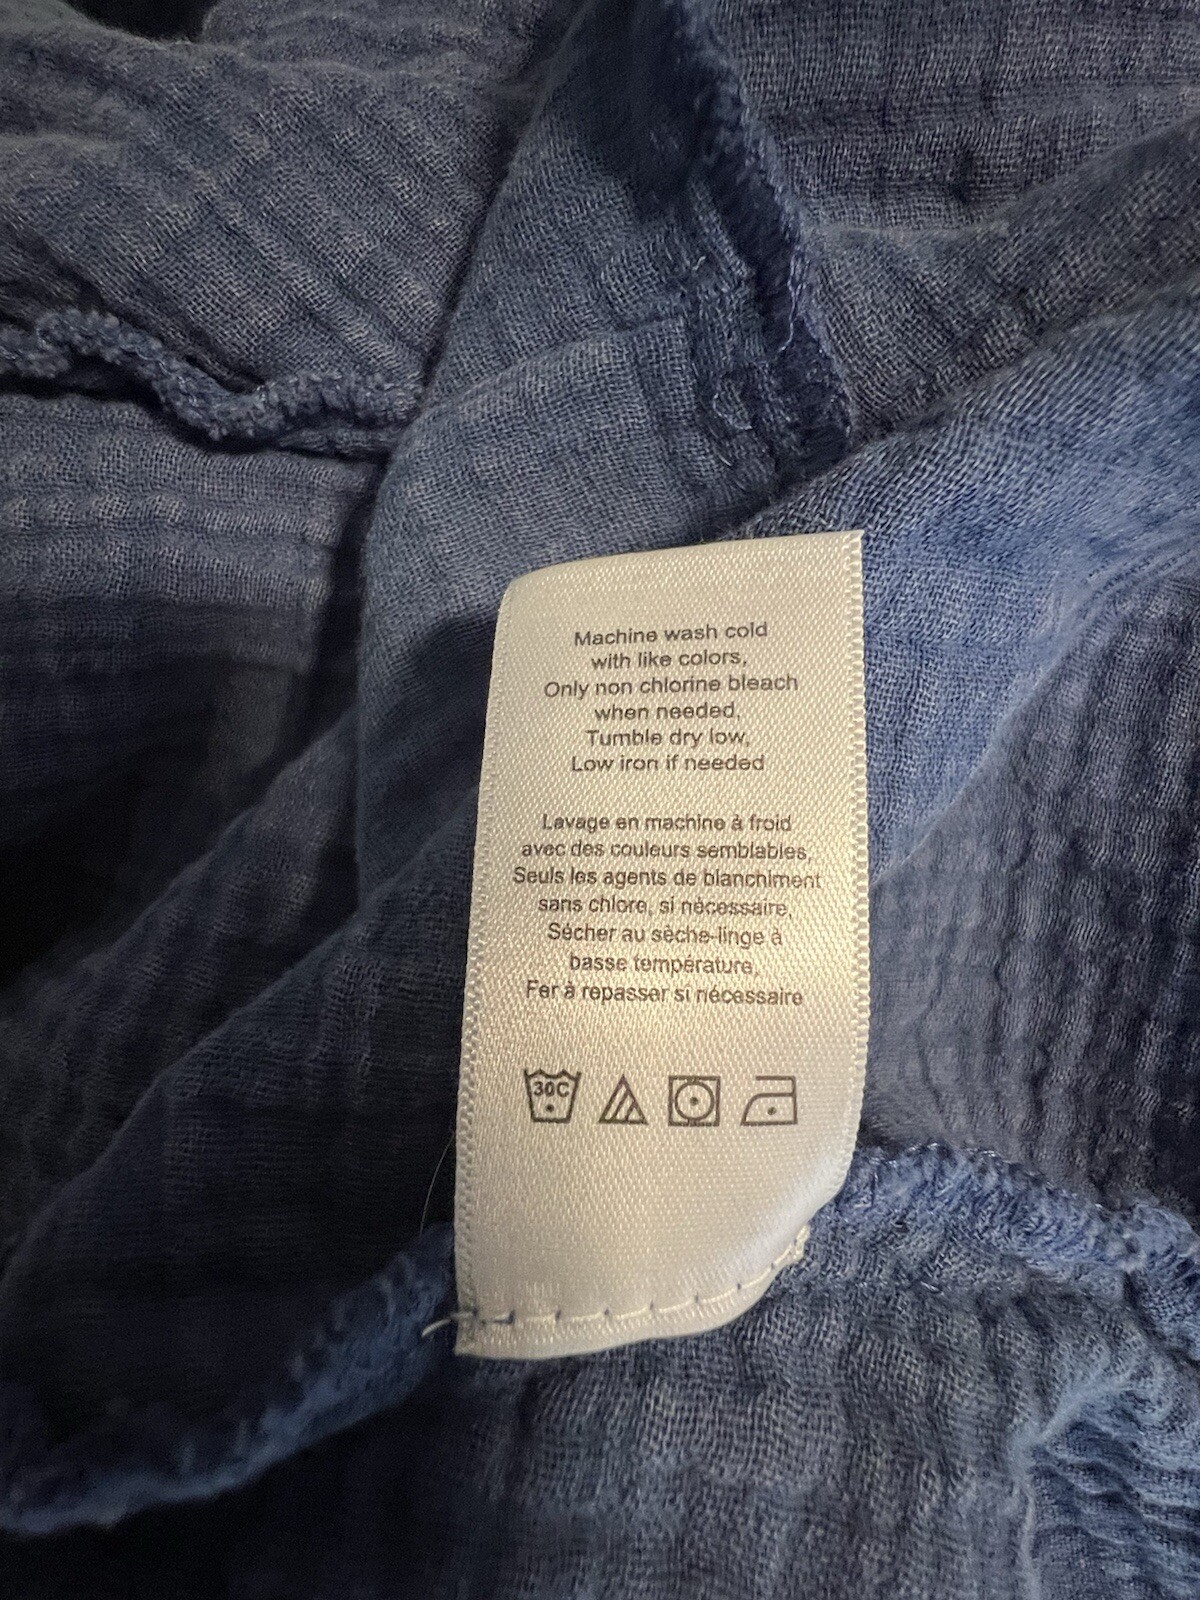 Machine wash cold
with like colors,
Only non chlorine bleach
when needed,
Tumble dry low,
Low iron if needed
Lavage en machine à froid
avec des couleurs semblables,
Seuls les agents de blanchiment
sans chlore, si nécessaire,
Sécher au sèche-linge à
basse température,
Fer à repasser si nécessaire
30C